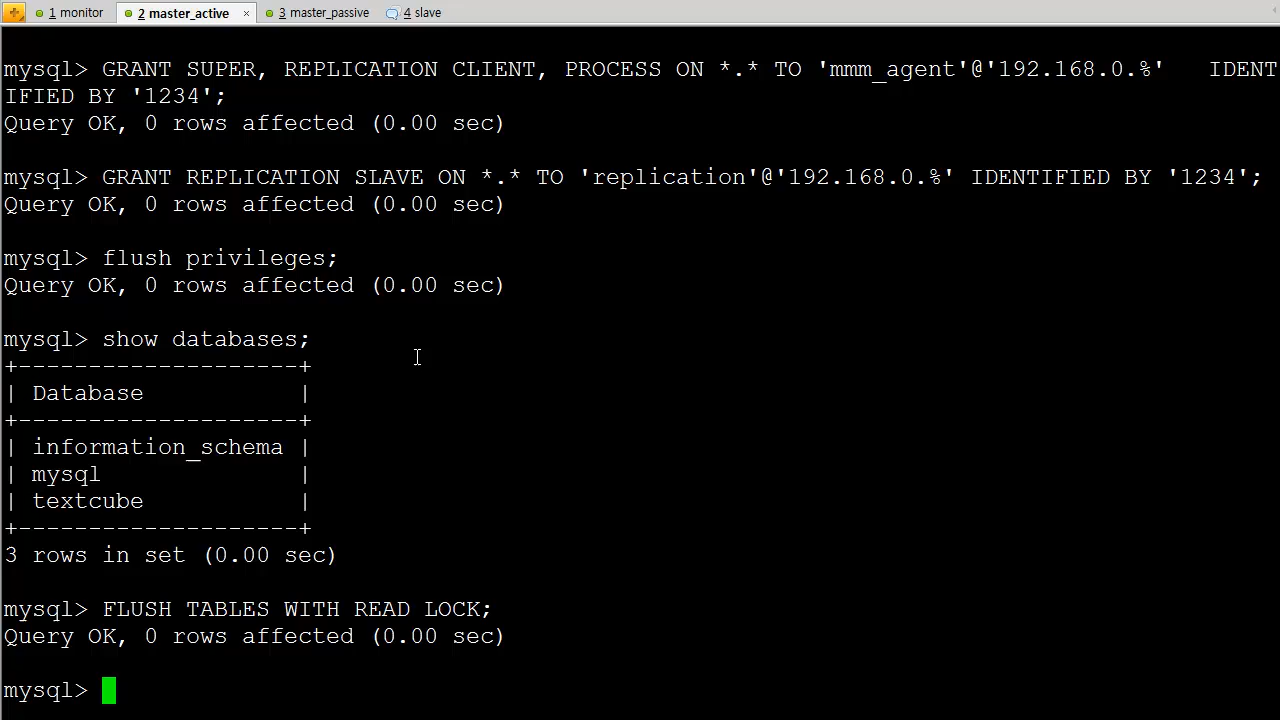 1 monitor 2 master_active × 3 master_passive 4 slave
mysql> GRANT SUPER, REPLICATION CLIENT, PROCESS ON *.* TO 'mmm_agent'@'192.168.0.%'   IDENT
IFIED BY '1234';
Query OK, 0 rows affected (0.00 sec)
mysql> GRANT REPLICATION SLAVE ON *.* TO 'replication'@'192.168.0.%' IDENTIFIED BY '1234';
Query OK, 0 rows affected (0.00 sec)
mysql> flush privileges;
Query OK, 0 rows affected (0.00 sec)
mysql> show databases;
+--------------------+
| Database           |
+--------------------+
| information_schema |
| mysql              |
| textcube           |
+--------------------+
3 rows in set (0.00 sec)
mysql> FLUSH TABLES WITH READ LOCK;
Query OK, 0 rows affected (0.00 sec)
mysql>